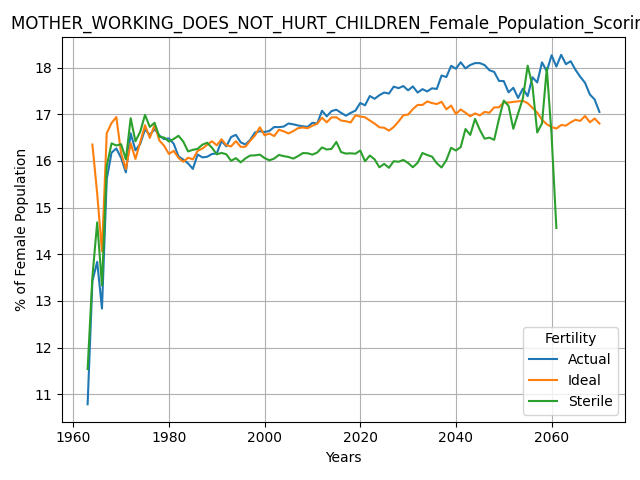 MOTHER_WORKING_DOES_NOT_HURT_CHILDREN_Female_Population_Scorin
% of Female Population
18
17
16
15
14
13
12
11
1960 1980 2000 2020 2040 2060
Years
Fertility
Actual
Ideal
Sterile